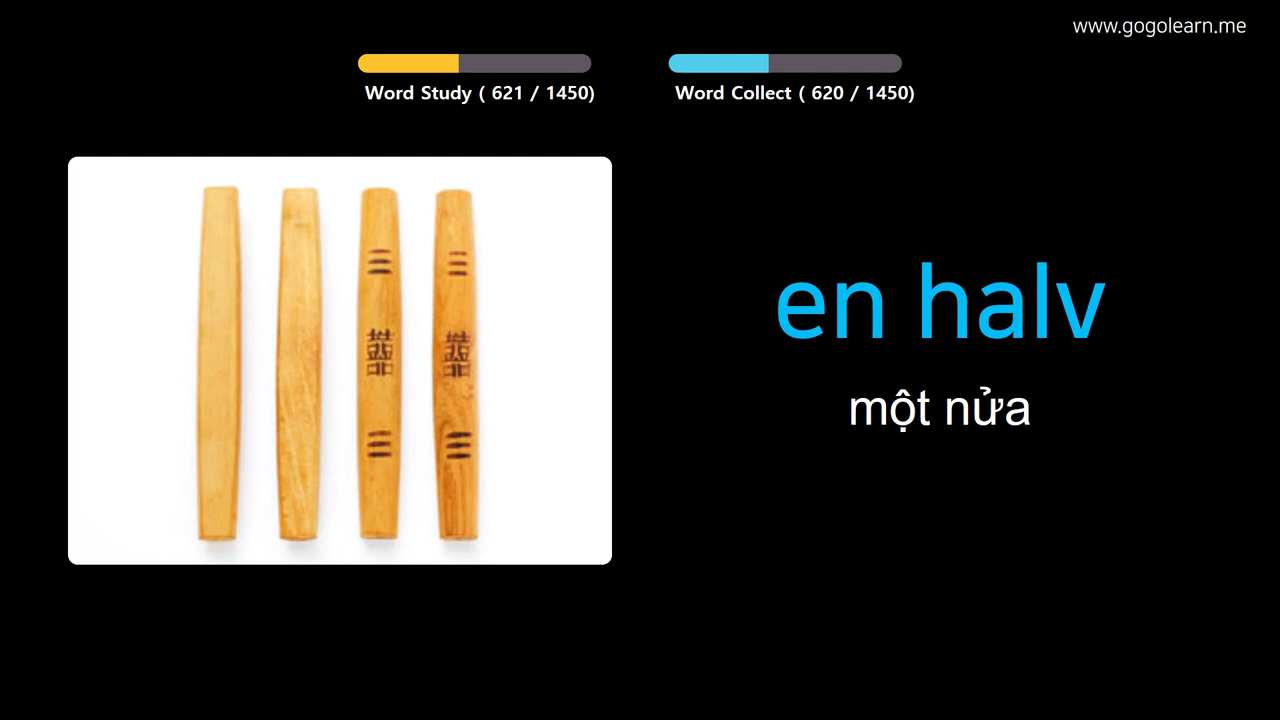 www.gogolearn.me
Word Study ( 621 / 1450)
Word Collect ( 620 / 1450)
en halv
một nửa